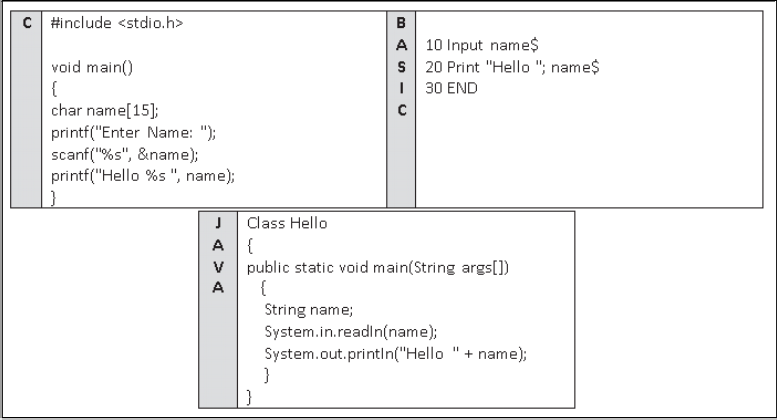 C
#include <stdio.h>
void main()
{
char name[15];
printf("Enter Name: ");
scanf("%s", &name);
printf("Hello %s ", name);
}
B
A
S
I
C
10 Input name$
20 Print "Hello "; name$
30 END
J
A
V
A
Class Hello
{
public static void main(String args[])
{
String name;
System.in.readln(name);
System.out.println("Hello " + name);
}
}